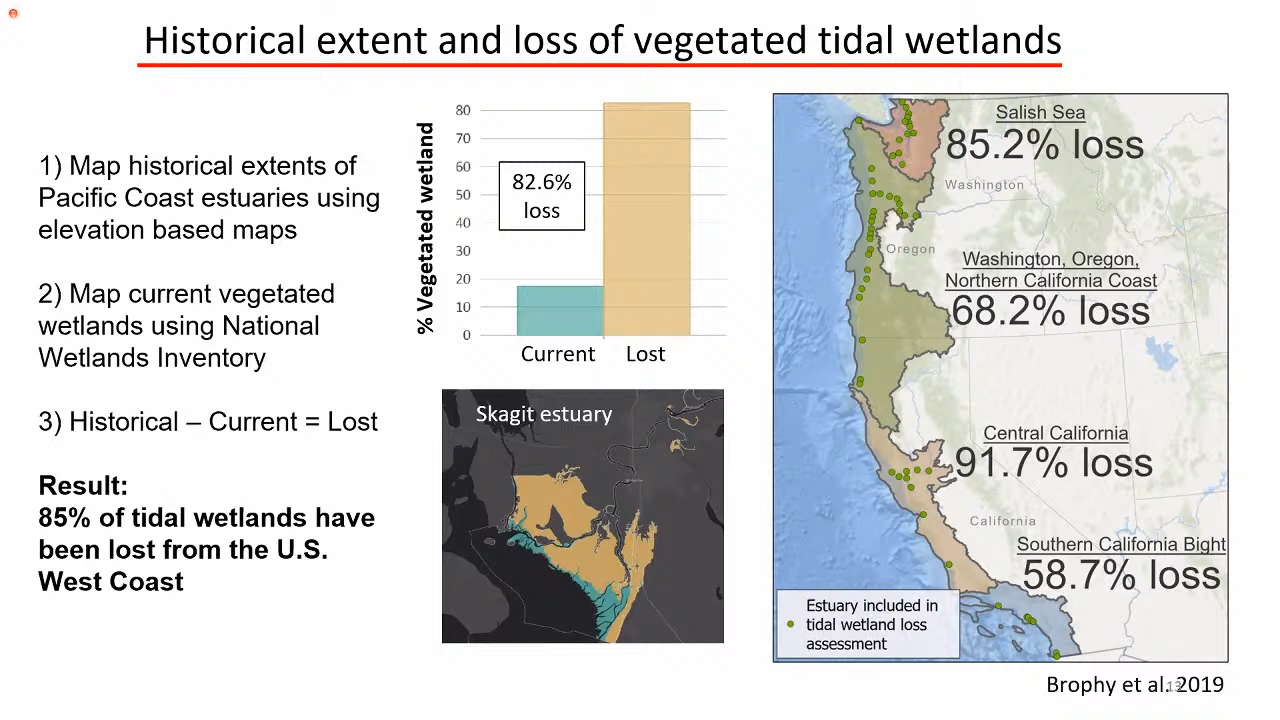 Historical extent and loss of vegetated tidal wetlands
1) Map historical extents of
Pacific Coast estuaries using
elevation based maps
2) Map current vegetated
wetlands using National
Wetlands Inventory
3) Historical – Current = Lost
Result:
85% of tidal wetlands have
been lost from the U.S.
West Coast
% Vegetated wetland
80
70
60
50
40
30
20
10
0
82.6%
loss
Current
Lost
Skagit estuary
Salish Sea
85.2% loss
Washington
Oregon
Washington, Oregon,
Northern California Coast
68.2% loss
Central California
91.7% loss
California
Southern California Bight
58.7% loss
Estuary included in
tidal wetland loss
assessment
Brophy et al. 2019
13